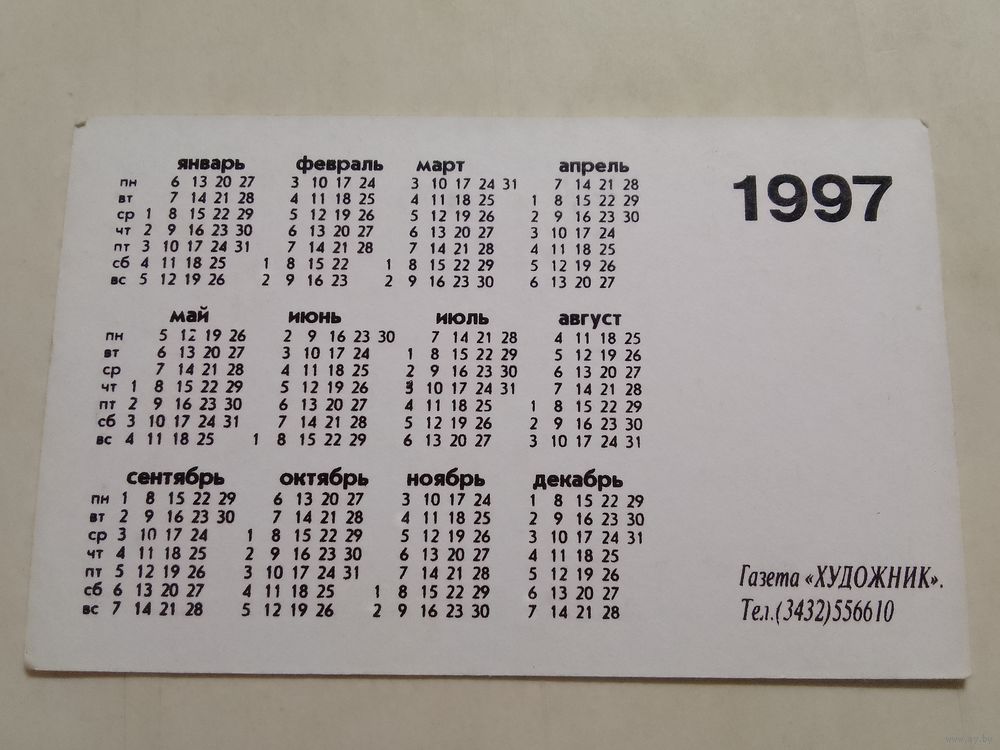 январь февраль март апрель
1997
пн 6 13 20 27 3 10 17 24 3 10 17 24 31 7 14 21 28
вт 7 14 21 28 4 11 18 25 4 11 18 25 1 8 15 22 29
ср 1 8 15 22 29 5 12 19 26 5 12 19 26 2 9 16 23 30
чт 2 9 16 23 30 6 13 20 27 6 13 20 27 3 10 17 24
пт 3 10 17 24 31 7 14 21 28 7 14 21 28 4 11 18 25
сб 4 11 18 25 1 8 15 22 1 8 15 22 29 5 12 19 26
вс 5 12 19 26 2 9 16 23 2 9 16 23 30 6 13 20 27
май июнь июль август
пн 5 12 19 26 2 9 16 23 30 7 14 21 28 4 11 18 25
вт 6 13 20 27 3 10 17 24 1 8 15 22 29 5 12 19 26
ср 7 14 21 28 4 11 18 25 2 9 16 23 30 6 13 20 27
чт 1 8 15 22 29 5 12 19 26 3 10 17 24 31 7 14 21 28
пт 2 9 16 23 30 6 13 20 27 4 11 18 25 1 8 15 22 29
сб 3 10 17 24 31 7 14 21 28 5 12 19 26 2 9 16 23 30
вс 4 11 18 25 1 8 15 22 29 6 13 20 27 3 10 17 24 31
сентябрь октябрь ноябрь декабрь
пн 1 8 15 22 29 6 13 20 27 3 10 17 24 1 8 15 22 29
вт 2 9 16 23 30 7 14 21 28 4 11 18 25 2 9 16 23 30
ср 3 10 17 24 1 8 15 22 29 5 12 19 26 3 10 17 24 31
чт 4 11 18 25 2 9 16 23 30 6 13 20 27 4 11 18 25
пт 5 12 19 26 3 10 17 24 31 7 14 21 28 5 12 19 26
сб 6 13 20 27 4 11 18 25 1 8 15 22 29 6 13 20 27
вс 7 14 21 28 5 12 19 26 2 9 16 23 30 7 14 21 28
Газета «ХУДОЖНИК».
Тел.(3432)556610
www.ay.by